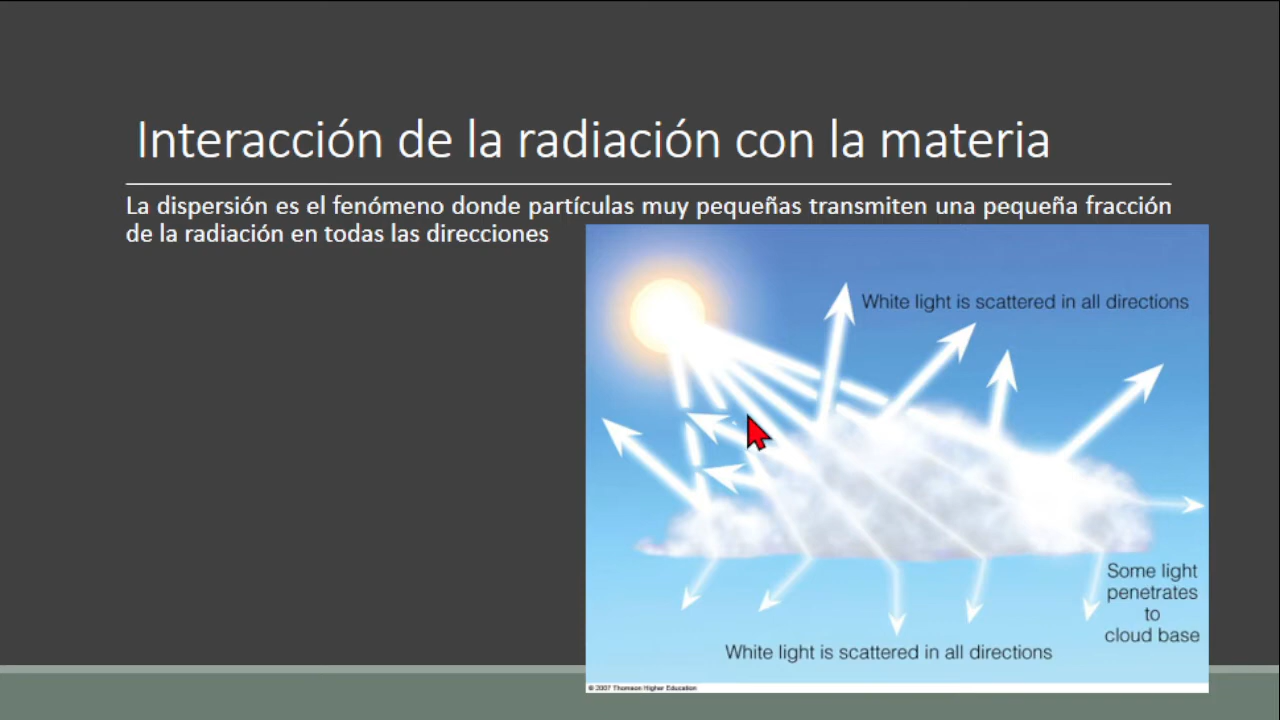 Interacción de la radiación con la materia
La dispersión es el fenómeno donde partículas muy pequeñas transmiten una pequeña fracción
de la radiación en todas las direcciones
White light is scattered in all directions
Some light
penetrates
to
cloud base
White light is scattered in all directions
© 2007 Thomson Higher Education